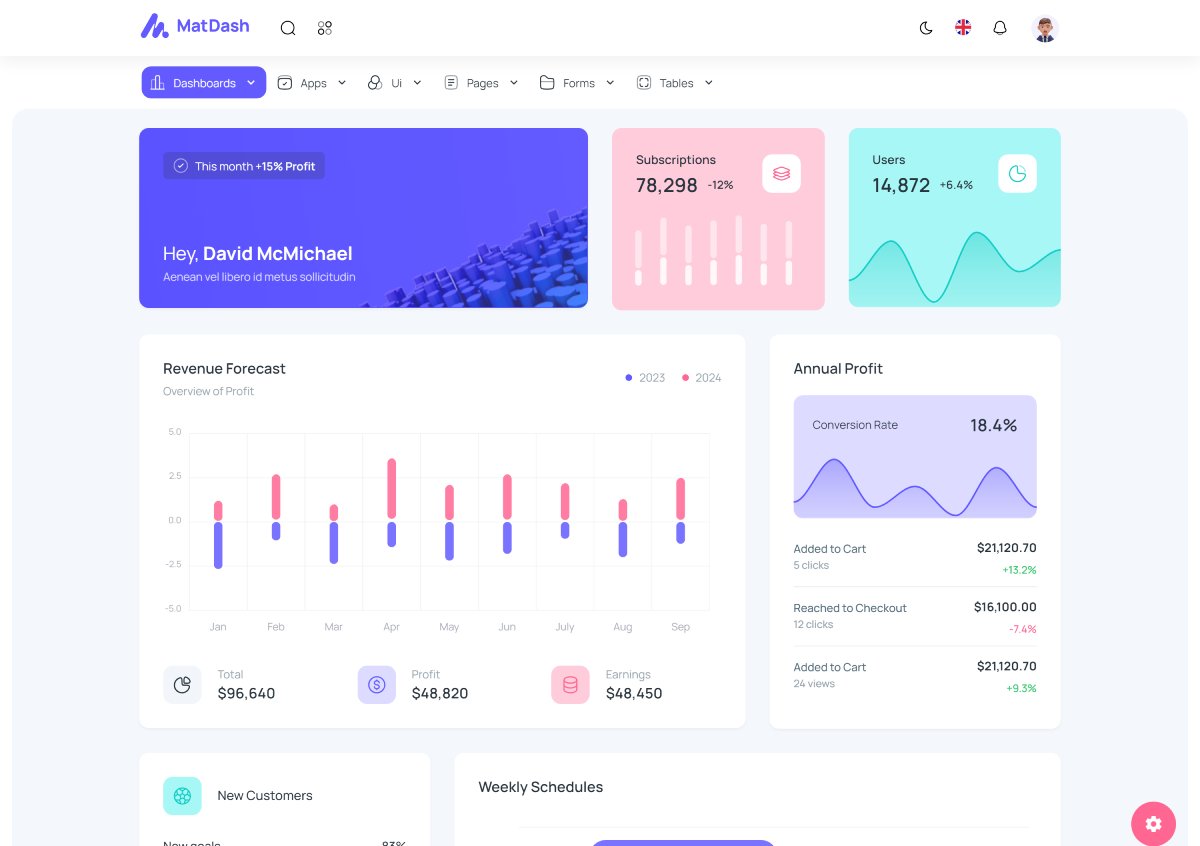 MatDash
Dashboards
Apps
Ui
Pages
Forms
Tables
This month +15% Profit
Hey, David McMichael
Aenean vel libero id metus sollicitudin
Subscriptions
78,298 -12%
Users
14,872 +6.4%
Revenue Forecast
Overview of Profit
2023
2024
5.0
2.5
0.0
-2.5
-5.0
Jan
Feb
Mar
Apr
May
Jun
July
Aug
Sep
Total
$96,640
Profit
$48,820
Earnings
$48,450
Annual Profit
Conversion Rate
18.4%
Added to Cart
$21,120.70
5 clicks
+13.2%
Reached to Checkout
$16,100.00
12 clicks
-7.4%
Added to Cart
$21,120.70
24 views
+9.3%
New Customers
New goals
83%
Weekly Schedules